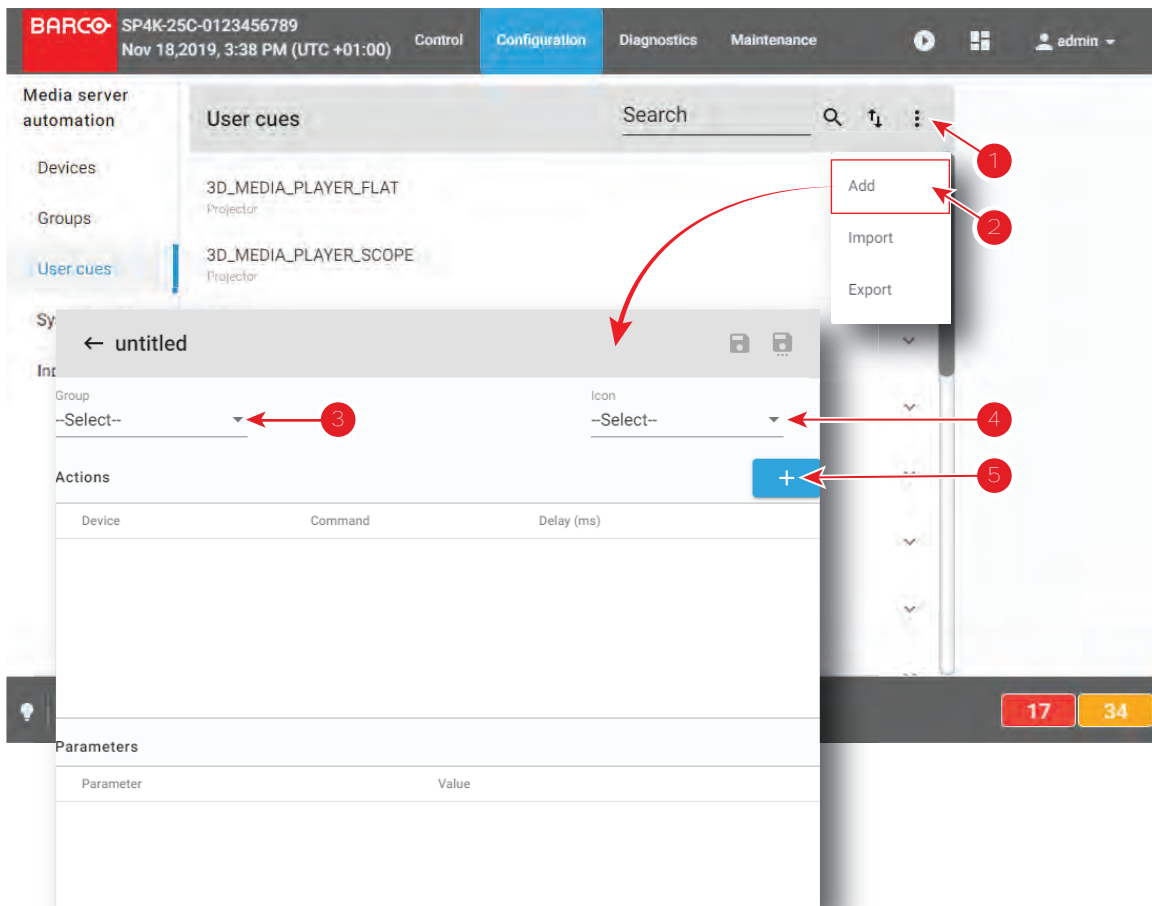 BARCO SP4K-25C-0123456789
Nov 18,2019, 3:38 PM (UTC +01:00)
Control Configuration Diagnostics Maintenance admin
Media server
automation
Devices
Groups
User cues
Sy
User cues Search
1
3D_MEDIA_PLAYER_FLAT
Projector
3D_MEDIA_PLAYER_SCOPE
Projector
Add
2
Import
Export
untitled
Group
--Select--
3
Icon
--Select--
4
Actions
+
5
Device Command Delay (ms)
Parameters
Parameter Value
17 34